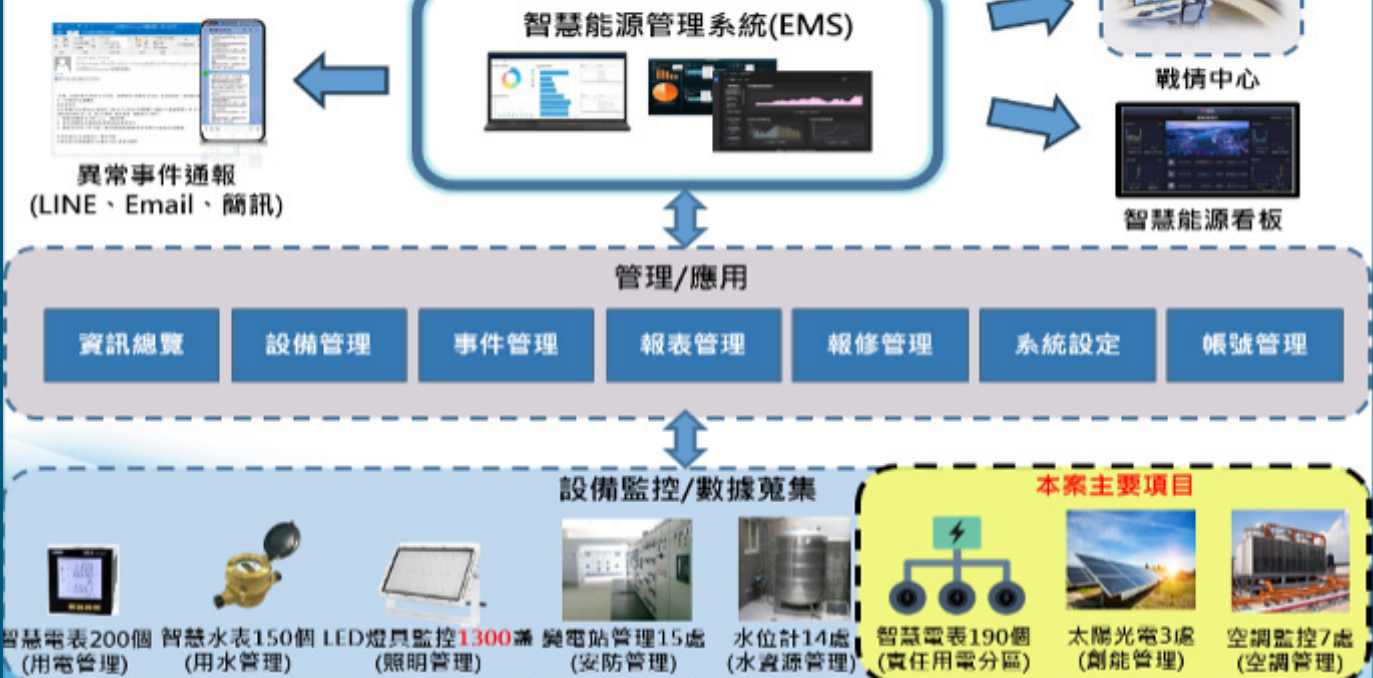 智慧能源管理系統(EMS)
戰情中心
異常事件通報
(LINE、Email、簡訊)
智慧能源看板
管理/應用
資訊總覽
設備管理
事件管理
報表管理
報修管理
系統設定
帳號管理
設備監控/數據蒐集
本案主要項目
智慧電表200個
(用電管理)
智慧水表150個
(用水管理)
LED燈具監控1300盞
(照明管理)
變電站管理15處
(安防管理)
水位計14處
(水資源管理)
智慧電表190個
(責任用電分區)
太陽光電3處
(創能管理)
空調監控7處
(空調管理)